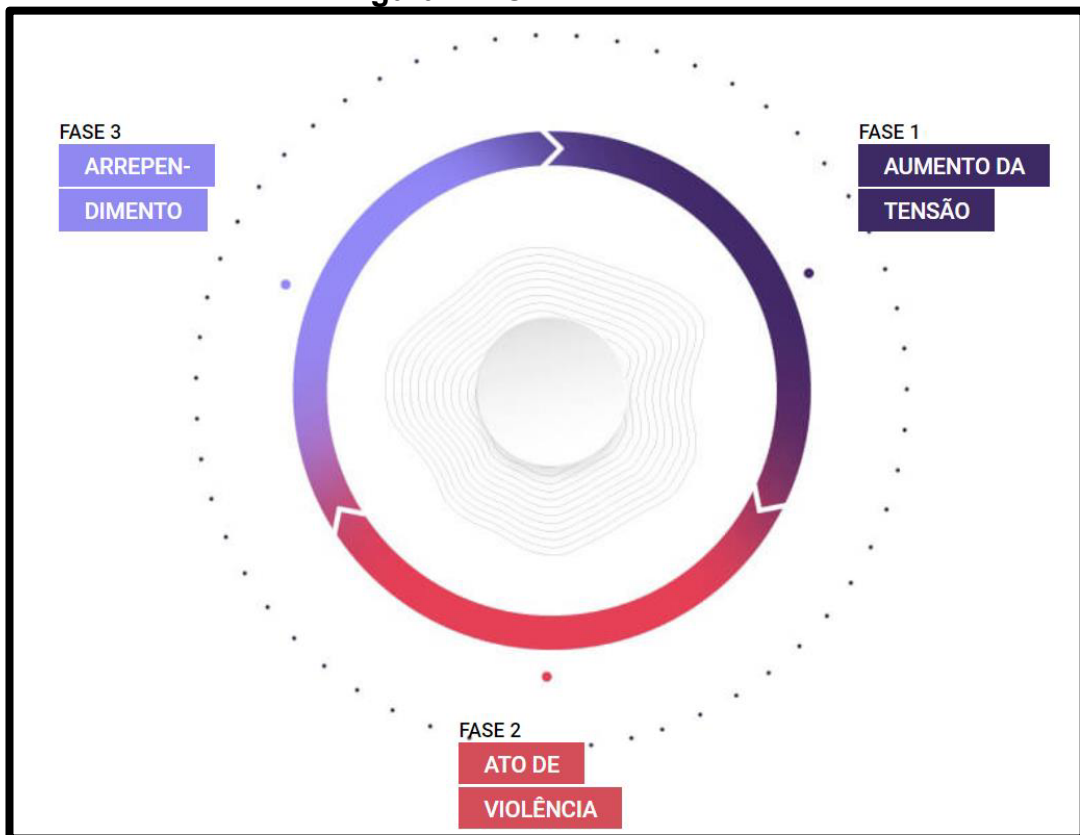 FASE 3
ARREPEN-
DIMENTO
FASE 1
AUMENTO DA
TENSÃO
FASE 2
ATO DE
VIOLÊNCIA